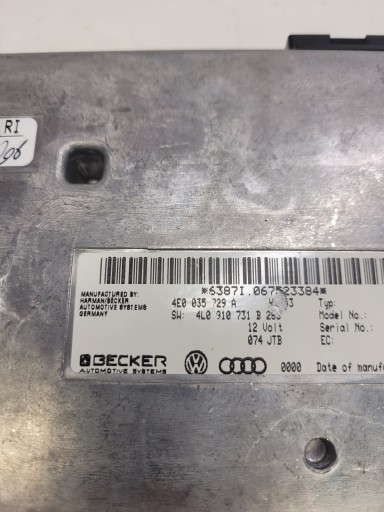 RI
*6387I.067523384*
MANUFACTURED BY:
HARMAN/BECKER
AUTOMOTIVE SYSTEMS
GERMANY
4E0 035 729 A Typ:
SW: 4L0 910 731 B Model No.:
12 Volt Serial No.:
074 JTB EC:
BECKER
AUTOMOTIVE SYSTEMS
0000 Date of manufa